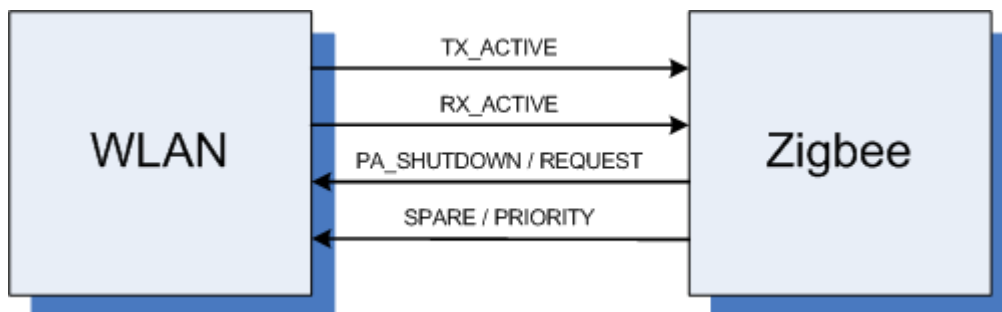 WLAN
TX_ACTIVE
RX_ACTIVE
PA_SHUTDOWN / REQUEST
SPARE / PRIORITY
Zigbee